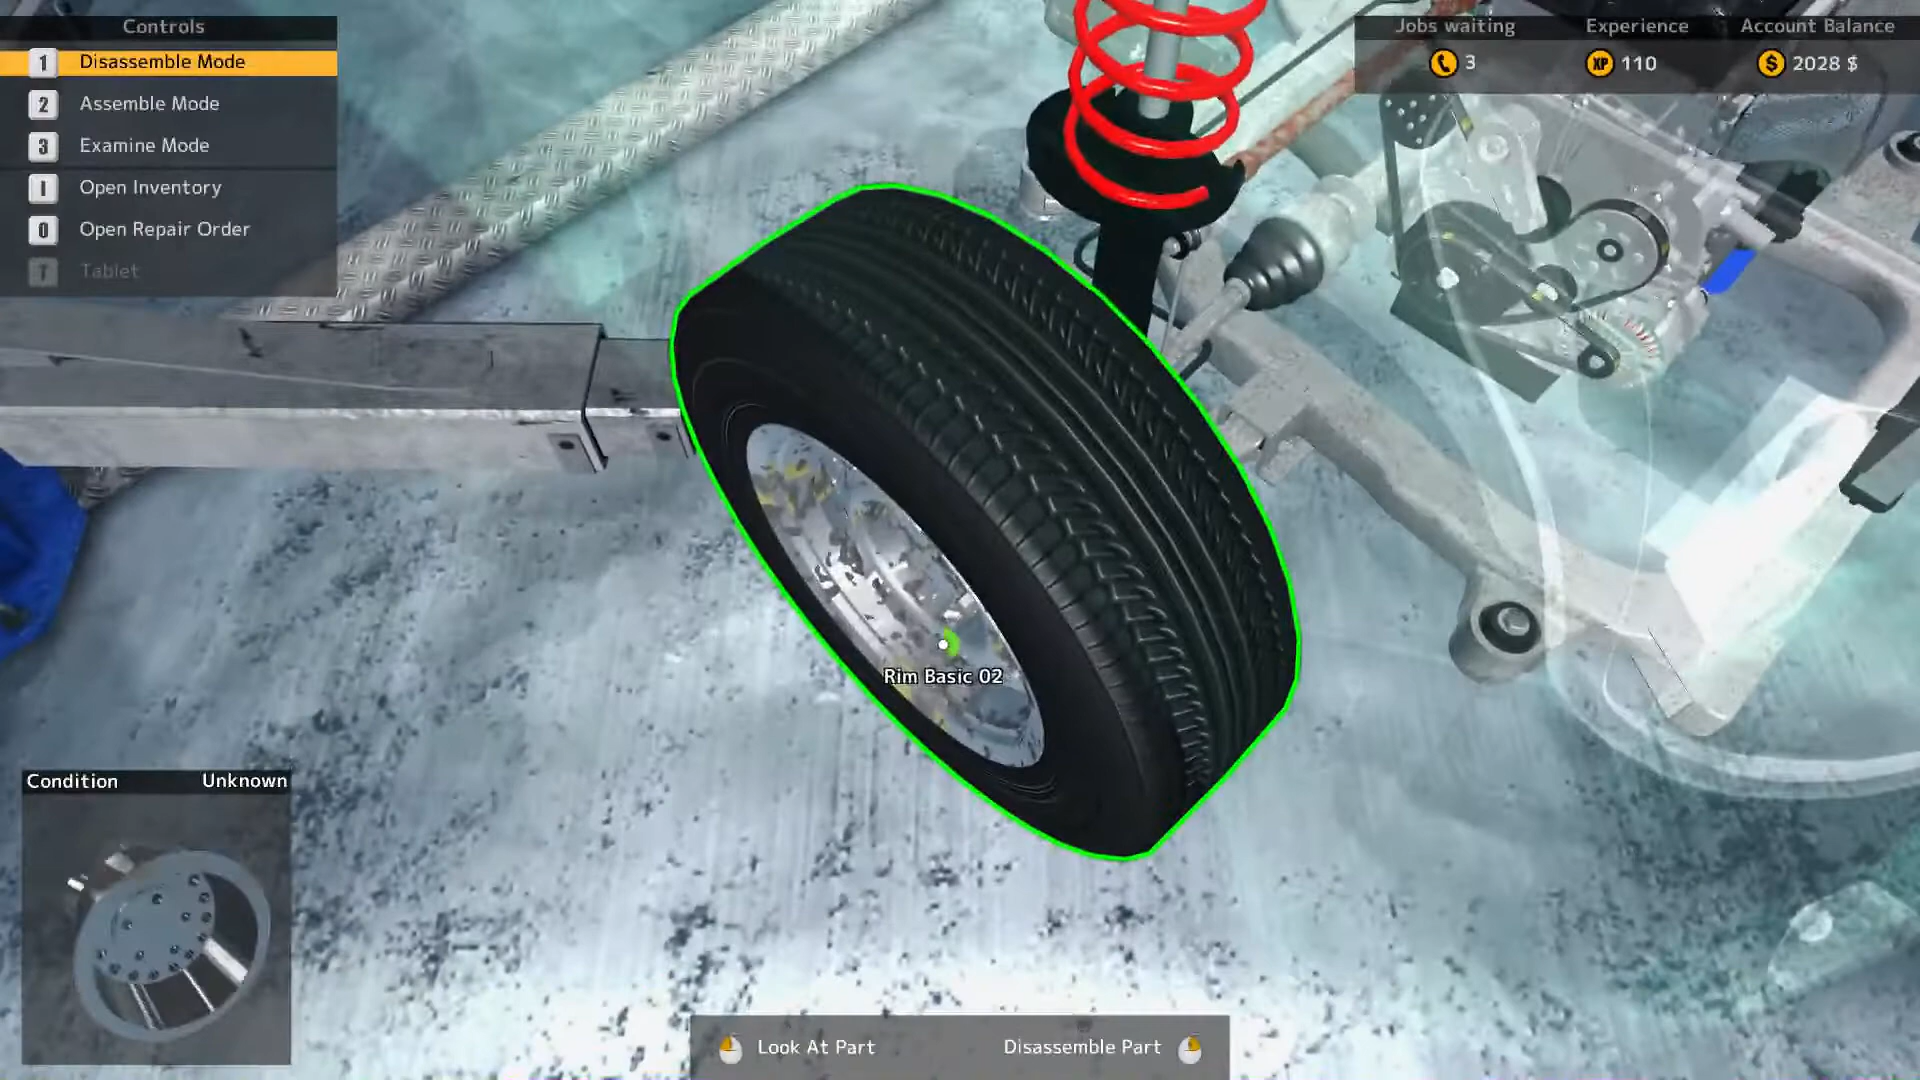 Controls
1 Disassemble Mode
2 Assemble Mode
3 Examine Mode
I Open Inventory
O Open Repair Order
T Tablet
Jobs waiting Experience Account Balance
3 XP 110 $ 2028 $
Rim Basic 02
Condition Unknown
Look At Part Disassemble Part